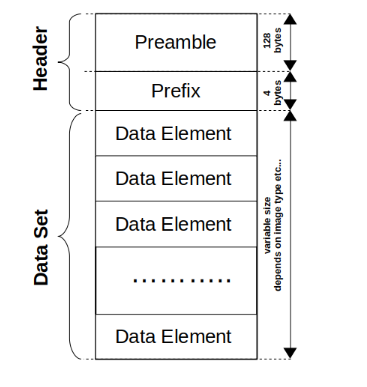 Header
Preamble
128
bytes
Prefix
4
bytes
Data Set
Data Element
Data Element
Data Element
............
Data Element
variable size
depends on image type etc...